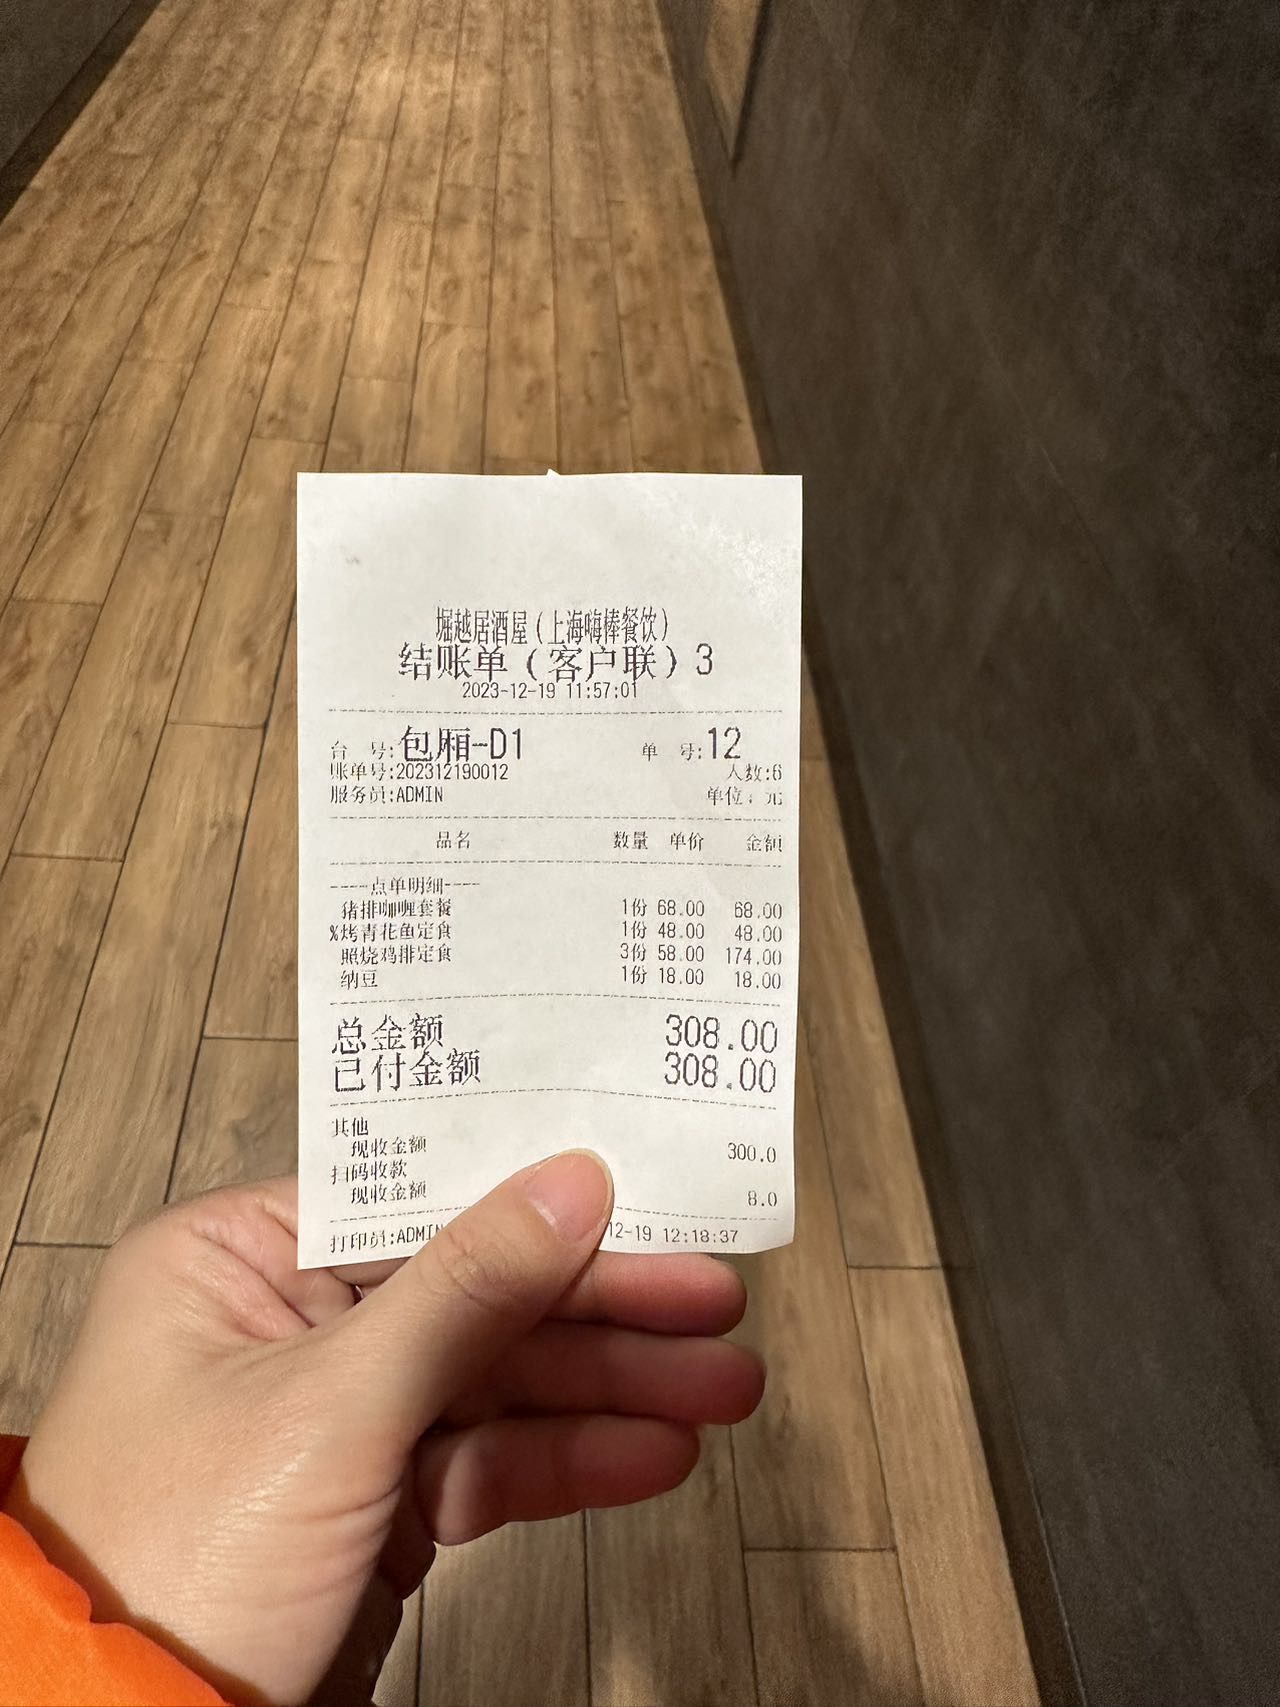 堀越居酒屋(上海嗨棒餐饮)
结账单(客户联)3
2023-12-19 11:57:01
台 号:包厢-D1 单 号:12
账单号:202312190012 人数:6
服务员:ADMIN 单位:元
品名 数量 单价 金额
----点单明细----
猪排咖喱套餐 1份 68.00 68.00
%烤青花鱼定食 1份 48.00 48.00
照烧鸡排定食 3份 58.00 174.00
纳豆 1份 18.00 18.00
总金额 308.00
已付金额 308.00
其他
现收金额 300.0
扫码收款
现收金额 8.0
打印员:ADMIN 12-19 12:18:37